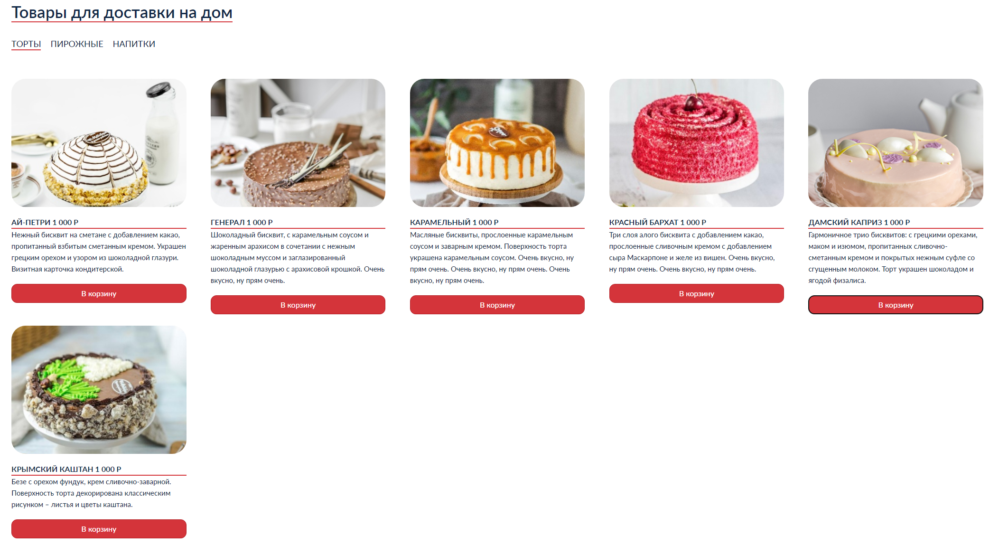 Товары для доставки на дом
ТОРТЫ ПИРОЖНЫЕ НАПИТКИ
АЙ-ПЕТРИ 1 000 Р
Нежный бисквит на сметане с добавлением какао,
пропитанный взбитым сметанным кремом. Украшен
грецким орехом и узором из шоколадной глазури.
Визитная карточка кондитерской.
В корзину
ГЕНЕРАЛ 1 000 Р
Шоколадный бисквит, с карамельным соусом и
жаренным арахисом в сочетании с нежным
шоколадным муссом и заглазированный
шоколадной глазурью с арахисовой крошкой. Очень
вкусно, ну прям очень.
В корзину
КАРАМЕЛЬНЫЙ 1 000 Р
Масляные бисквиты, прослоенные карамельным
соусом и заварным кремом. Поверхность торта
украшена карамельным соусом. Очень вкусно, ну
прям очень. Очень вкусно, ну прям очень. Очень
вкусно, ну прям очень.
В корзину
КРАСНЫЙ БАРХАТ 1 000 Р
Три слоя алого бисквита с добавлением какао,
прослоенные сливочным кремом с добавлением
сыра Маскарпоне и желе из вишен. Очень вкусно,
ну прям очень. Очень вкусно, ну прям очень.
В корзину
ДАМСКИЙ КАПРИЗ 1 000 Р
Гармоничное трио бисквитов: с грецкими орехами,
маком и изюмом, пропитанных сливочно-
сметанным кремом и покрытых нежным суфле со
сгущенным молоком. Торт украшен шоколадом и
ягодой физалиса.
В корзину
КРЫМСКИЙ КАШТАН 1 000 Р
Безе с орехом фундук, крем сливочно-заварной.
Поверхность торта декорирована классическим
рисунком – листья и цветы каштана.
В корзину